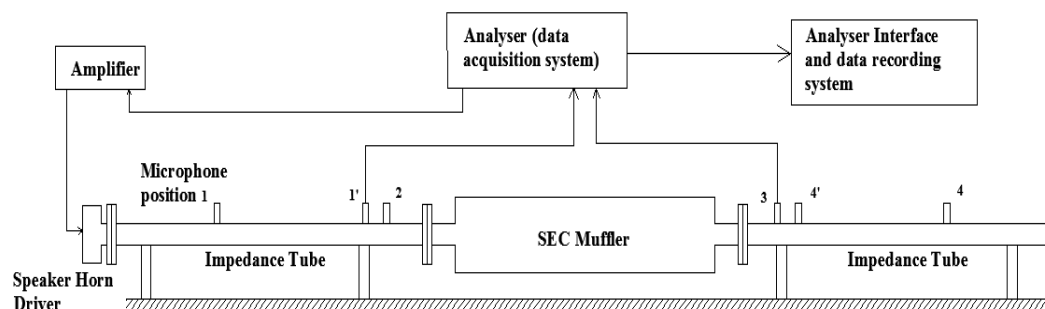 Amplifier
Analyser (data
acquisition system)
Analyser Interface
and data recording
system
Microphone
position 1
1'
2
3
4'
4
SEC Muffler
Impedance Tube
Impedance Tube
Speaker Horn
Driver